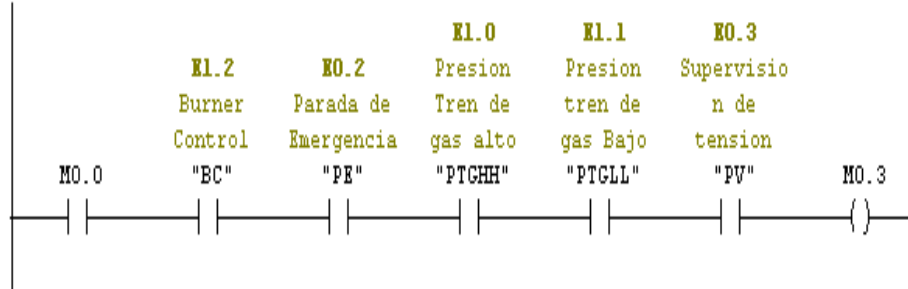 E1.0 E1.1 E0.3
E1.2 E0.2 Presion Presion Supervisio
Burner Parada de Tren de tren de n de
Control Emergencia gas alto gas Bajo tension
M0.0 "BC" "PE" "PTGHH" "PTGLL" "PV" M0.3